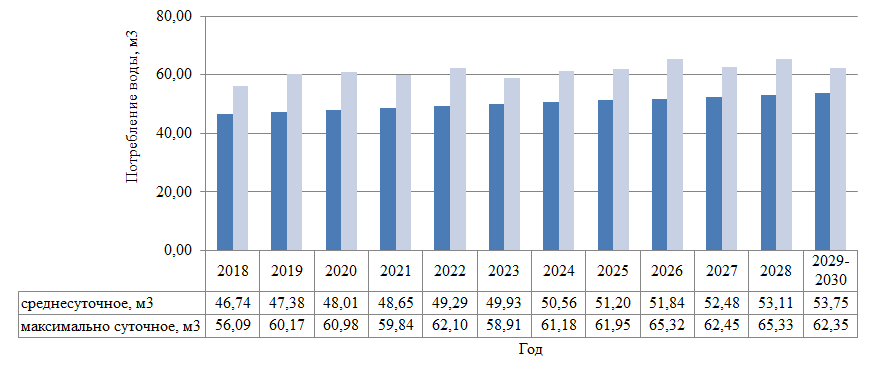 Потребление воды, м3
80,00
60,00
40,00
20,00
0,00
2018 2019 2020 2021 2022 2023 2024 2025 2026 2027 2028 2029-
2030
среднесуточное, м3 46,74 47,38 48,01 48,65 49,29 49,93 50,56 51,20 51,84 52,48 53,11 53,75
максимально суточное, м3 56,09 60,17 60,98 59,84 62,10 58,91 61,18 61,95 65,32 62,45 65,33 62,35
Год